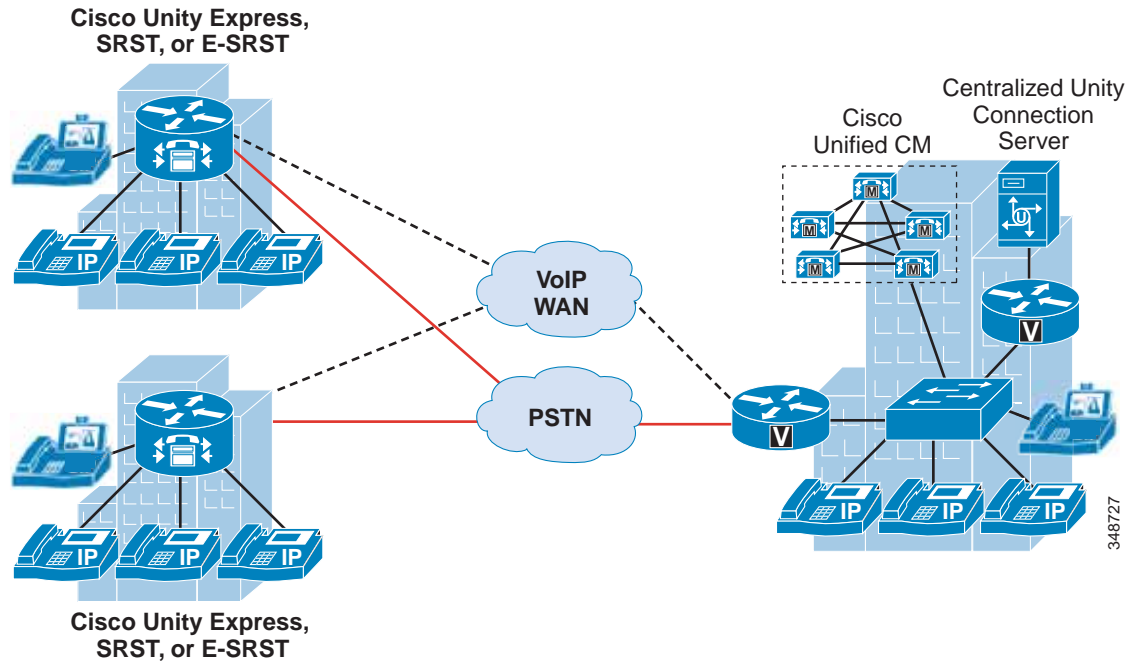 Cisco Unity Express,
SRST, or E-SRST
Centralized Unity
Connection
Server
Cisco
Unified CM
M
M
M
M
M
U
IP
IP
IP
VoIP
WAN
V
PSTN
V
IP
IP
IP
IP
IP
IP
348727
Cisco Unity Express,
SRST, or E-SRST